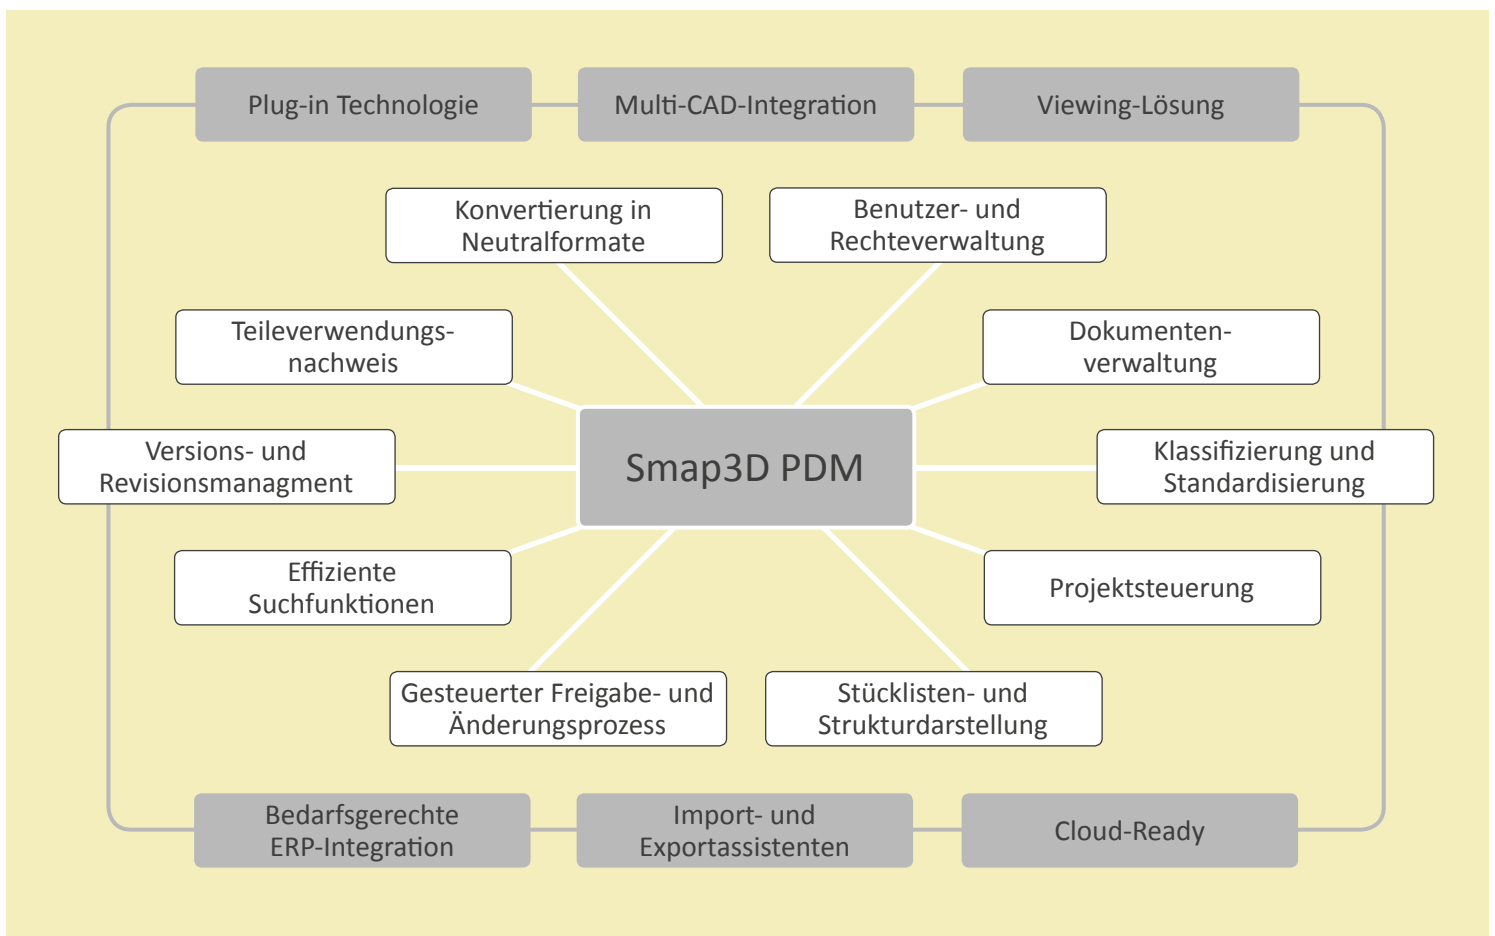 Plug-in Technologie
Multi-CAD-Integration
Viewing-Lösung
Konvertierung in
Neutralformate
Benutzer- und
Rechteverwaltung
Teileverwendungs-
nachweis
Dokumenten-
verwaltung
Versions- und
Revisionsmanagment
Smap3D PDM
Klassifizierung und
Standardisierung
Effiziente
Suchfunktionen
Projektsteuerung
Gesteuerter Freigabe- und
Änderungsprozess
Stücklisten- und
Strukturdarstellung
Bedarfsgerechte
ERP-Integration
Import- und
Exportassistenten
Cloud-Ready